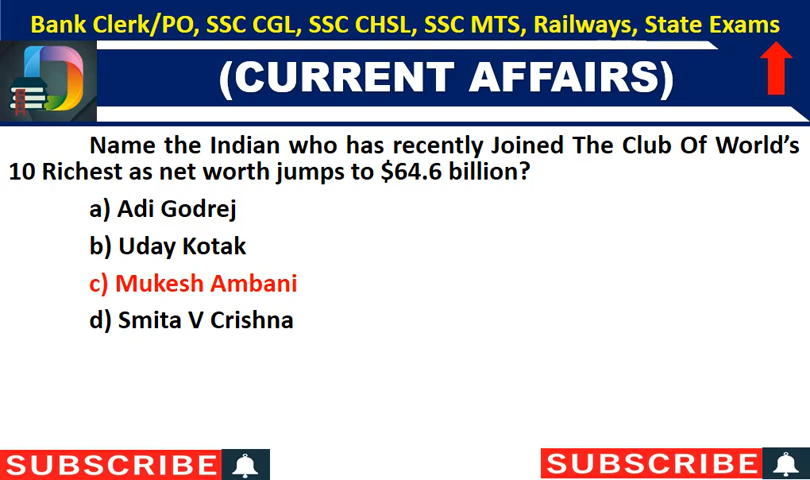 Bank Clerk/PO, SSC CGL, SSC CHSL, SSC MTS, Railways, State Exams
(CURRENT AFFAIRS)
Name the Indian who has recently Joined The Club Of World's
10 Richest as net worth jumps to $64.6 billion?
a) Adi Godrej
b) Uday Kotak
c) Mukesh Ambani
d) Smita V Crishna
SUBSCRIBE
SUBSCRIBE